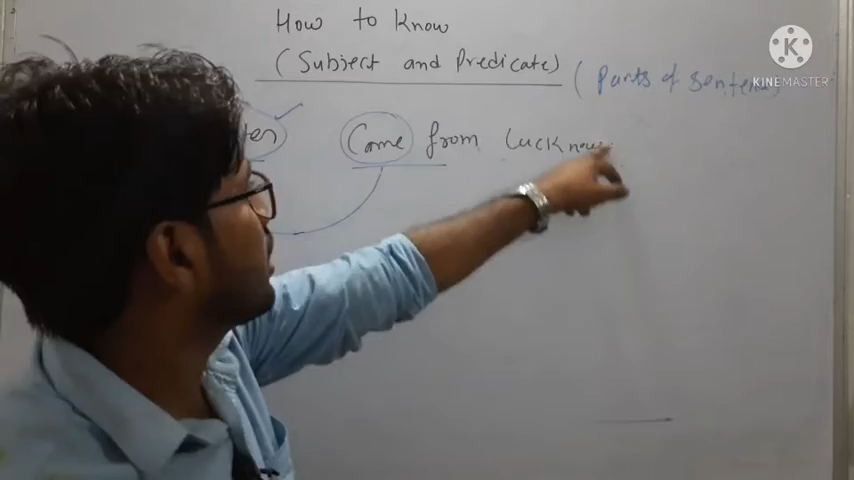 How to Know
(Subject and Predicate) (Parts of Sentence)
Come from Lucknow
KINEMASTER